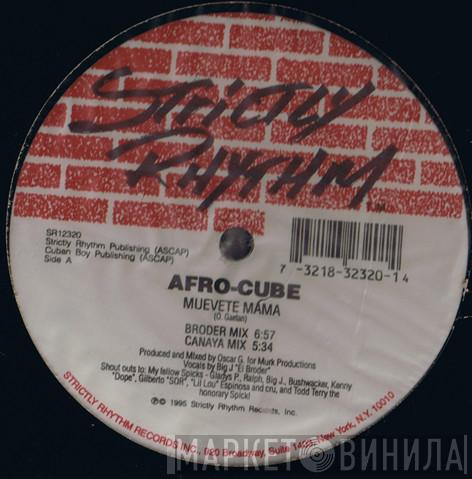 STRICTLY
RHYTHM
TM
SR12320
Strictly Rhythm Publishing (ASCAP)
Cuban Boy Publishing (ASCAP)
Side A
7 -3218-32320-1 4
AFRO-CUBE
MUEVETE MAMA
(O. Gaetan)
BRODER MIX 6:57
CANAYA MIX 5:34
Produced and Mixed by Oscar G. for Murk Productions
Vocals by Big J "El Broder"
Shout outs to: My fellow Spicks - Gladys P., Ralph, Big J., Bushwacker, Kenny
"Dope", Gilberto "SOR", "Lil Lou" Espinosa and cru, and Todd Terry the
honorary Spick!
℗© 1995 Strictly Rhythm Records, Inc.
STRICTLY RHYTHM RECORDS INC., 920 Broadway, Suite 1403, New York, N.Y. 10010
МАРКЕТ ВИНИЛА